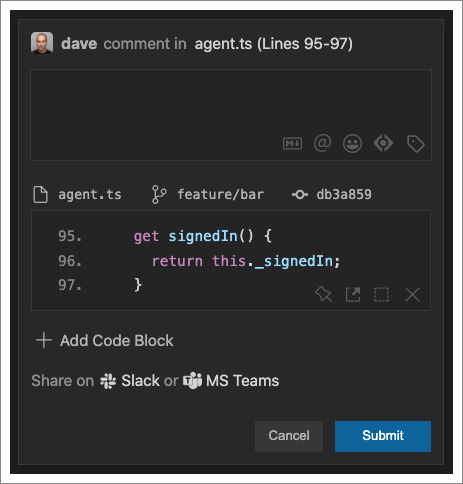 dave comment in agent.ts (Lines 95-97)
M↓ @
agent.ts feature/bar db3a859
95. get signedIn() {
96. return this._signedIn;
97. }
Add Code Block
Share on Slack or MS Teams
Cancel Submit